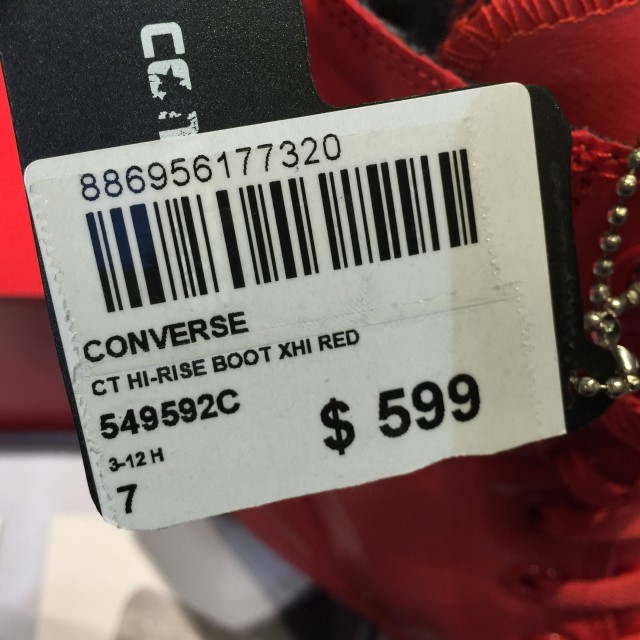 886956177320
CONVERSE
CT HI-RISE BOOT XHI RED
549592C
$ 599
3-12 H
7